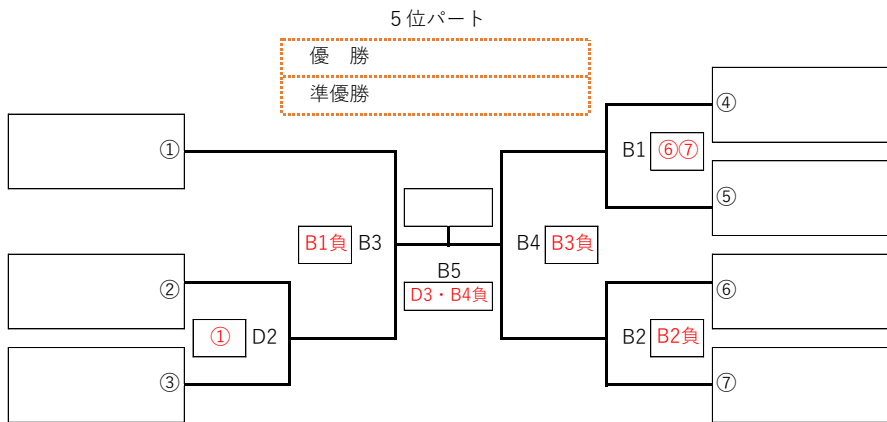 5位パート
優　勝
準優勝
①
②
③
④
⑤
⑥
⑦
B1 ⑥⑦
B1負 B3
B4 B3負
B5
D3・B4負
① D2
B2 B2負